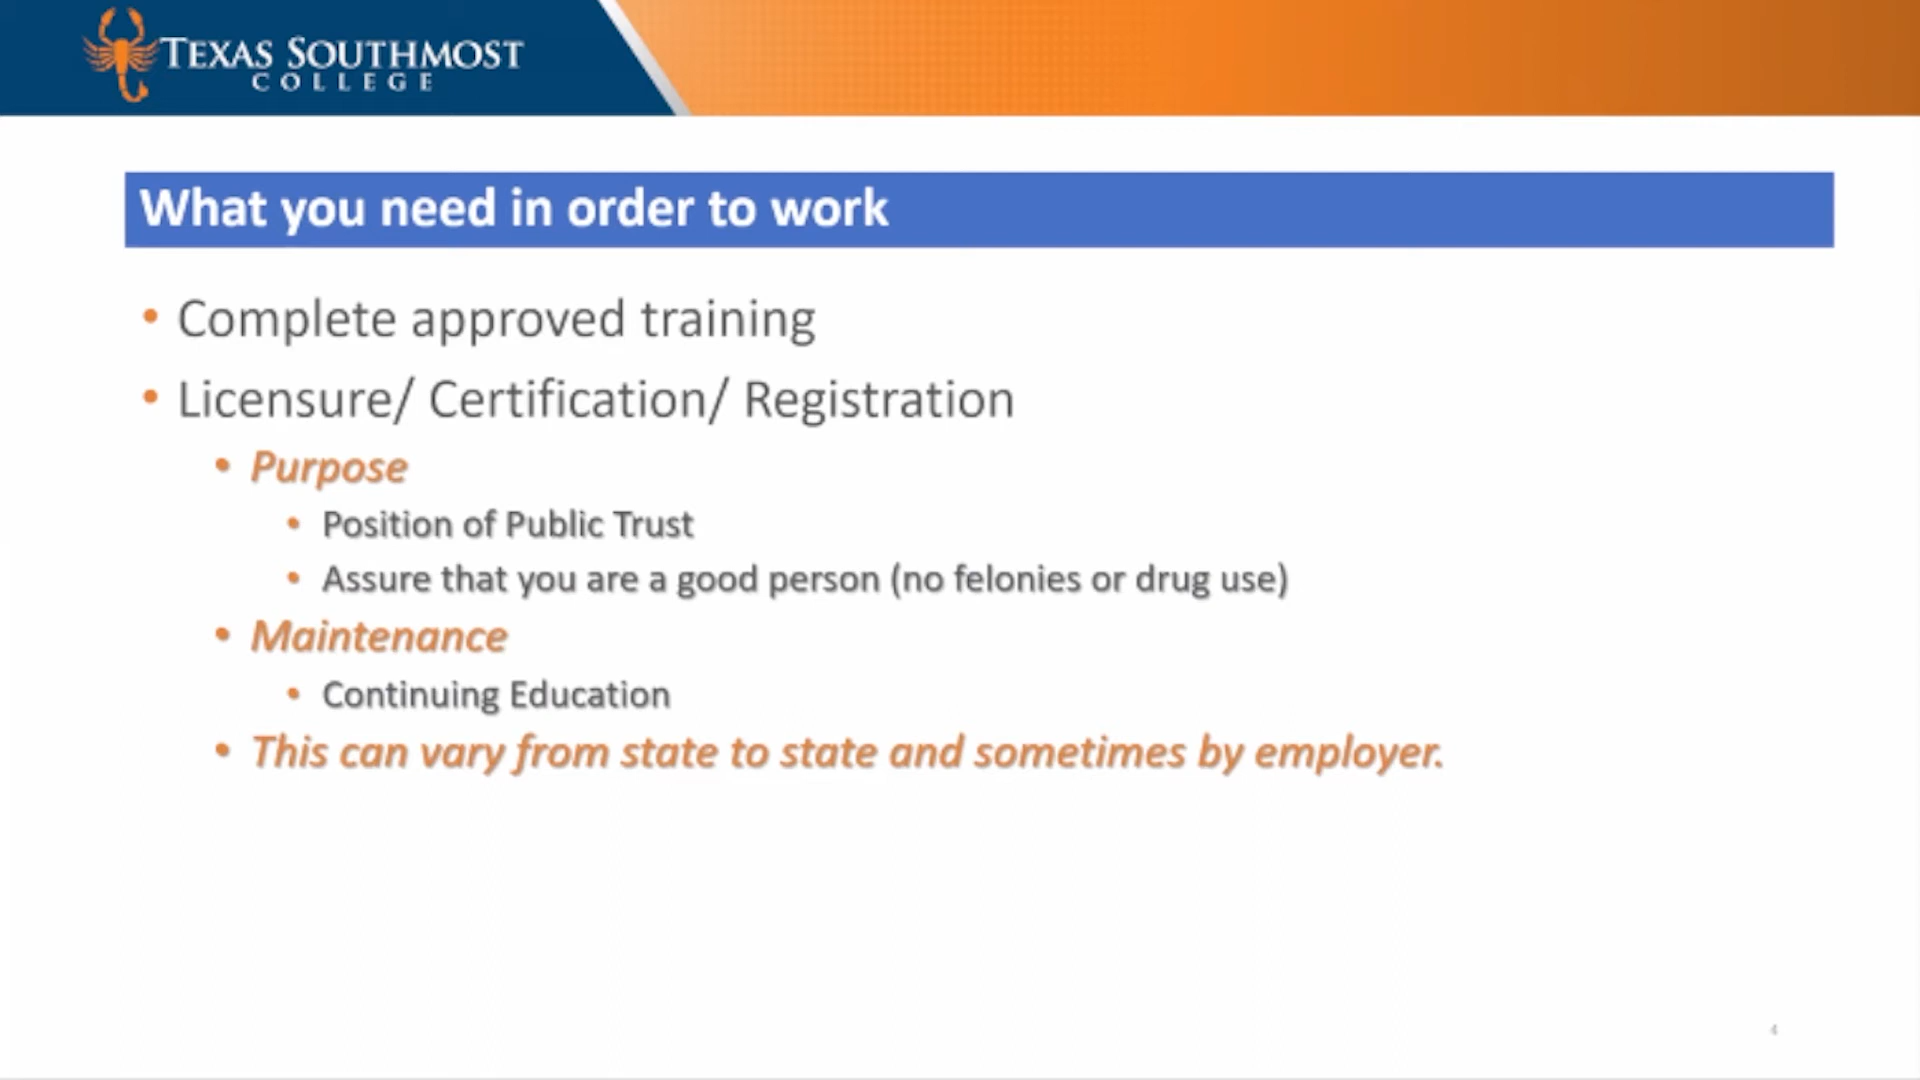 TEXAS SOUTHMOST
COLLEGE
What you need in order to work
• Complete approved training
• Licensure/ Certification/ Registration
• Purpose
• Position of Public Trust
• Assure that you are a good person (no felonies or drug use)
• Maintenance
• Continuing Education
• This can vary from state to state and sometimes by employer.
4